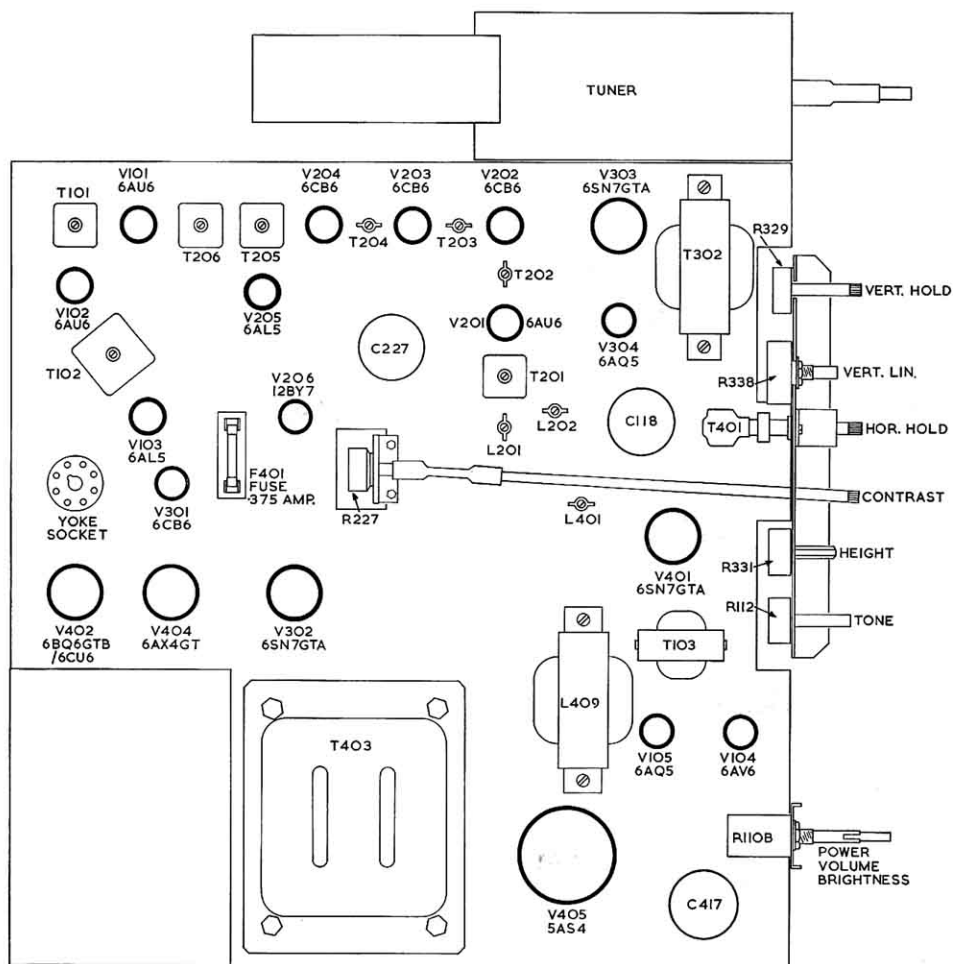 TUNER
V101
6AU6
V204
6CB6
V203
6CB6
V202
6CB6
V303
6SN7GTA
T101
T206
T205
T204
T203
R329
T302
T202
VERT. HOLD
V102
6AU6
V205
6AL5
V201 6AU6
V304
6AQ5
C227
T102
T201
R338
VERT. LIN.
V206
12BY7
L202
C118
T401
HOR. HOLD
V103
6AL5
L201
F401
FUSE
.375 AMP.
YOKE
SOCKET
V301
6CB6
R227
L401
CONTRAST
V401
6SN7GTA
R331
HEIGHT
R112
TONE
V402
6BQ6GTB
/6CU6
V404
6AX4GT
V302
6SN7GTA
T103
L409
T403
V105
6AQ5
V104
6AV6
R110B
POWER
VOLUME
BRIGHTNESS
V405
5AS4
C417